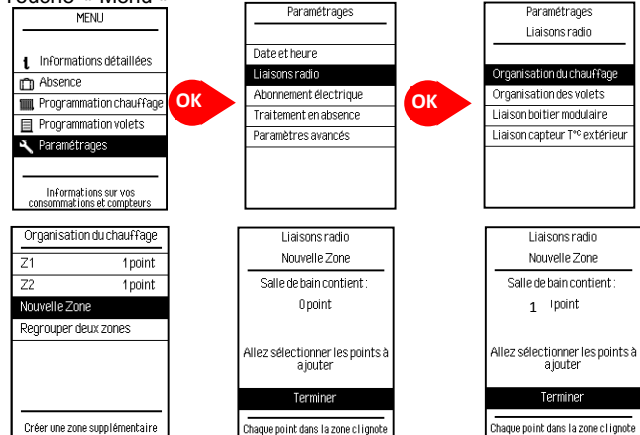 Touche « Menu »
MENU
Informations détaillées
Absence
Programmation chauffage
Programmation volets
Paramétrages
Informations sur vos
consommations et compteurs
OK
Paramétrages
Date et heure
Liaisons radio
Abonnement électrique
Traitement en absence
Paramètres avancés
OK
Paramétrages
Liaisons radio
Organisation du chauffage
Organisation des volets
Liaison boitier modulaire
Liaison capteur T°C extérieur
Organisation du chauffage
Z1 1 point
Z2 1 point
Nouvelle Zone
Regrouper deux zones
Créer une zone supplémentaire
Liaisons radio
Nouvelle Zone
Salle de bain contient :
0 point
Allez sélectionner les points à
ajouter
Terminer
Chaque point dans la zone clignote
Liaisons radio
Nouvelle Zone
Salle de bain contient :
1 point
Allez sélectionner les points à
ajouter
Terminer
Chaque point dans la zone clignote